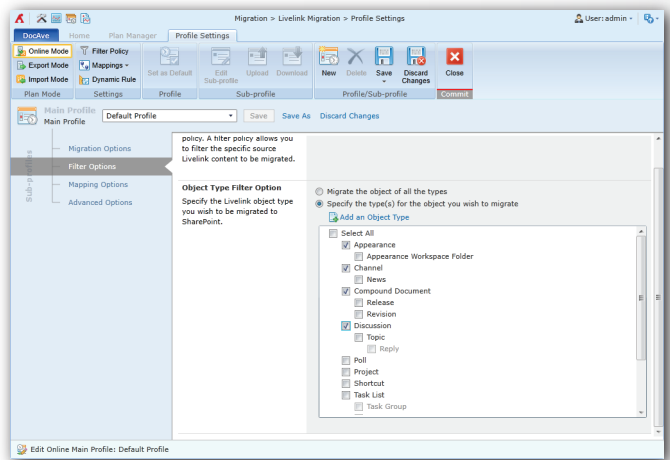 Migration > Livelink Migration > Profile Settings
User: admin
DocAve
Home
Plan Manager
Profile Settings
Online Mode
Export Mode
Import Mode
Plan Mode
Filter Policy
Mappings
Dynamic Rule
Settings
Set as Default
Profile
Edit Sub-profile
Upload
Download
Sub-profile
New
Delete
Save
Discard Changes
Profile/Sub-profile
Close
Commit
Main Profile
Main Profile
Default Profile
Save
Save As
Discard Changes
Sub-profiles
Migration Options
Filter Options
Mapping Options
Advanced Options
policy. A filter policy allows you
to filter the specific source
Livelink content to be migrated.
Object Type Filter Option
Specify the Livelink object type
you wish to be migrated to
SharePoint.
Migrate the object of all the types
Specify the type(s) for the object you wish to migrate
Add an Object Type
Select All
Appearance
Appearance Workspace Folder
Channel
News
Compound Document
Release
Revision
Discussion
Topic
Reply
Poll
Project
Shortcut
Task List
Task Group
Edit Online Main Profile: Default Profile